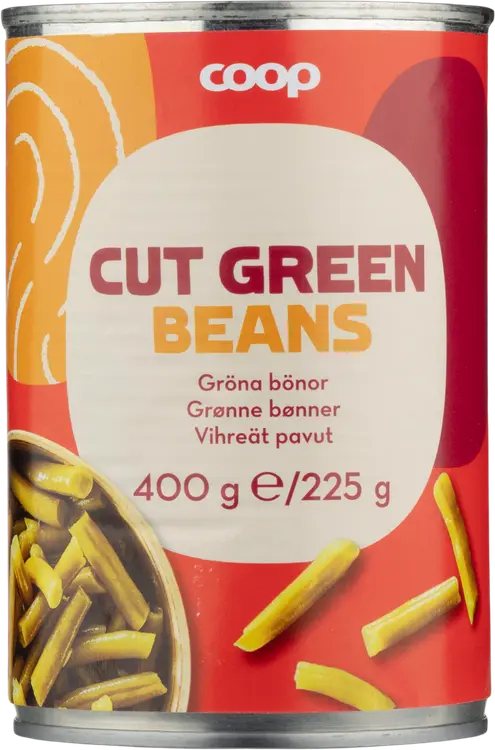 coop
CUT GREEN
BEANS
Gröna bönor
Grønne bønner
Vihreät pavut
400 g ℮/225 g